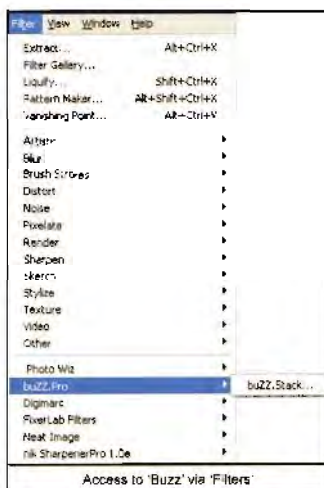 Filter View Window Help
Extract... Alt+Ctrl+X
Filter Gallery...
Liquify... Shift+Ctrl+X
Pattern Maker... Alt+Shift+Ctrl+X
Vanishing Point... Alt+Ctrl+V
Artistic
Blur
Brush Strokes
Distort
Noise
Pixelate
Render
Sharpen
Sketch
Stylize
Texture
Video
Other
Photo Wiz
buZZ.Pro buZZ.Stack...
Digimarc
FixerLab Filters
Neat Image
nik SharpenerPro 1.0e
Access to 'Buzz' via 'Filters'